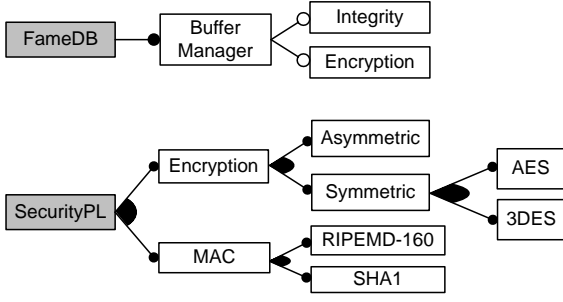 FameDB
Buffer
Manager
Integrity
Encryption
SecurityPL
Encryption
Asymmetric
Symmetric
AES
3DES
MAC
RIPEMD-160
SHA1